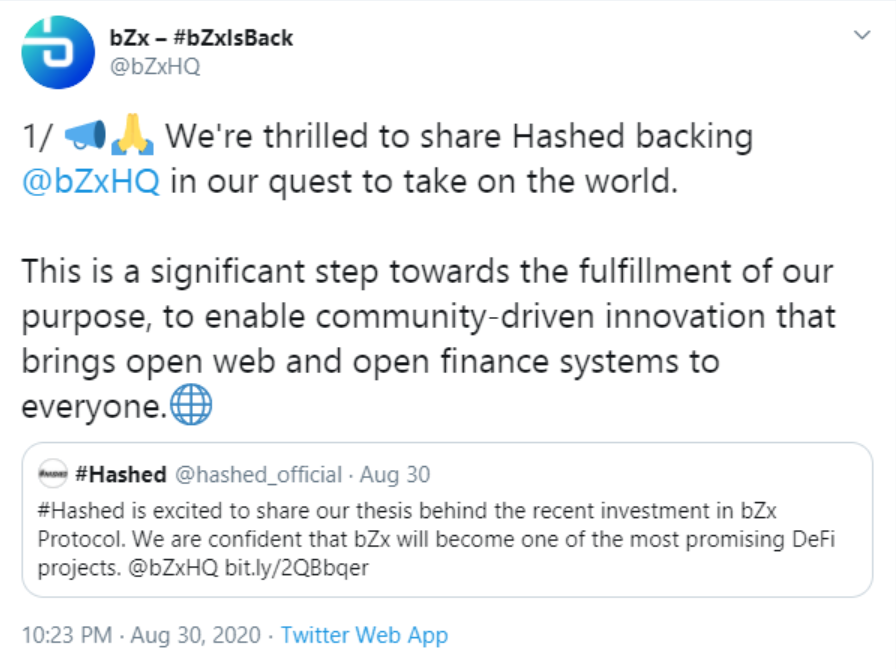 bZx – #bZxIsBack
@bZxHQ
1/ 📣🙏 We're thrilled to share Hashed backing
@bZxHQ in our quest to take on the world.
This is a significant step towards the fulfillment of our
purpose, to enable community-driven innovation that
brings open web and open finance systems to
everyone.🌐
#Hashed @hashed_official · Aug 30
#Hashed is excited to share our thesis behind the recent investment in bZx
Protocol. We are confident that bZx will become one of the most promising DeFi
projects. @bZxHQ bit.ly/2QBbqer
10:23 PM · Aug 30, 2020 · Twitter Web App